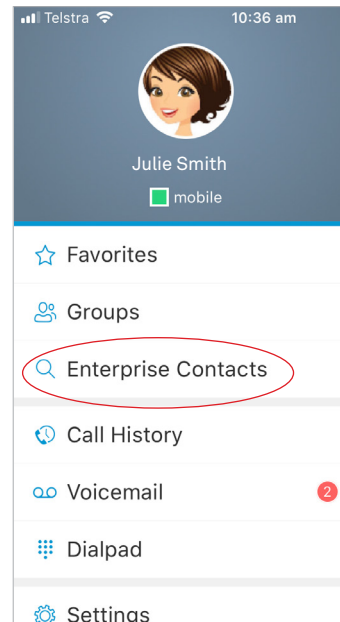 Telstra 10:36 am
Julie Smith
mobile
Favorites
Groups
Enterprise Contacts
Call History
Voicemail 2
Dialpad
Settings